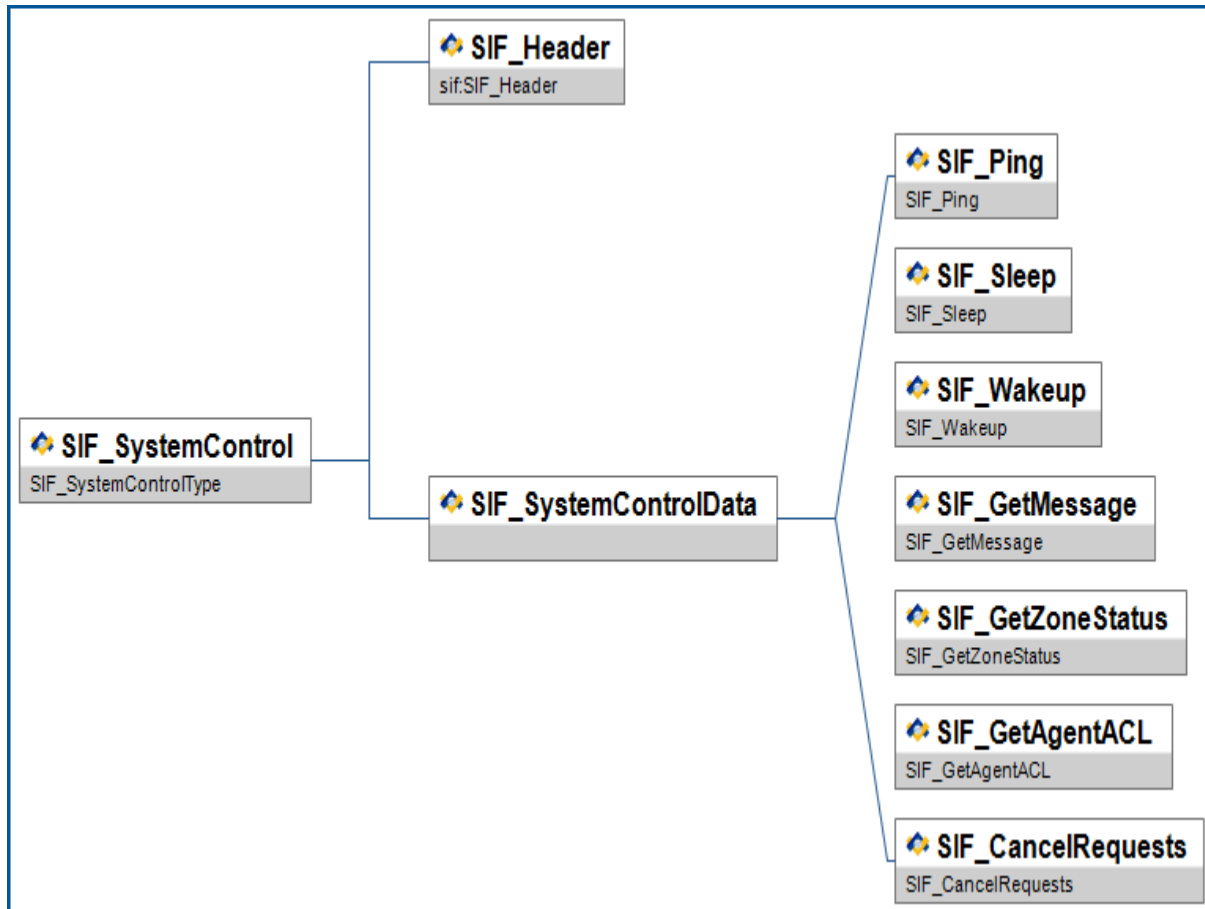 SIF_Header
sif:SIF_Header
SIF_Ping
SIF_Ping
SIF_Sleep
SIF_Sleep
SIF_Wakeup
SIF_Wakeup
SIF_SystemControl
SIF_SystemControlType
SIF_SystemControlData
SIF_GetMessage
SIF_GetMessage
SIF_GetZoneStatus
SIF_GetZoneStatus
SIF_GetAgentACL
SIF_GetAgentACL
SIF_CancelRequests
SIF_CancelRequests